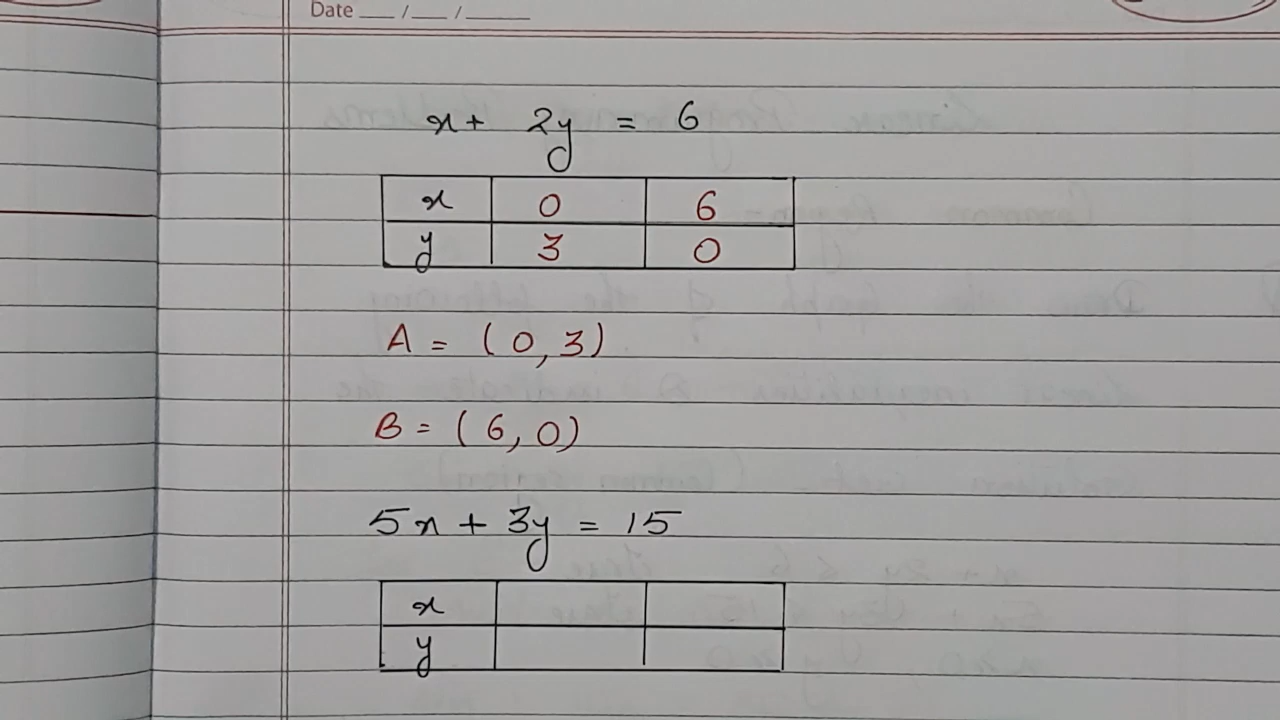 Date ___ /___ /______
x + 2y = 6
x 0 6
y 3 0
A = (0, 3)
B = (6, 0)
5x + 3y = 15
x
y